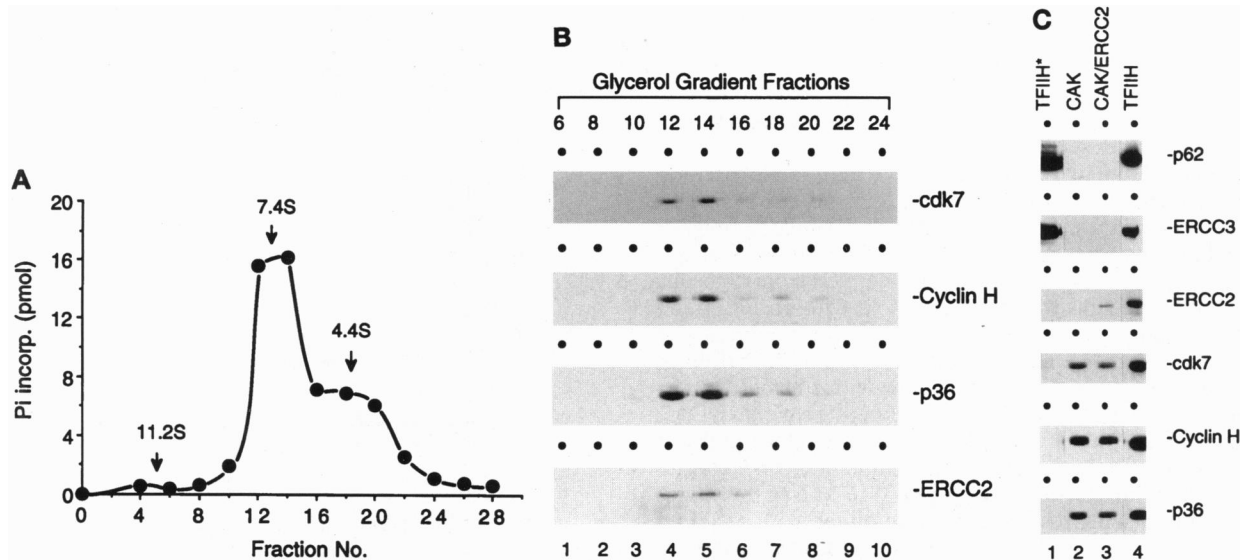 A
Pi incorp. (pmol)
20
16
12
8
4
0
7.4S
4.4S
11.2S
0 4 8 12 16 20 24 28
Fraction No.
B
Glycerol Gradient Fractions
6 8 10 12 14 16 18 20 22 24
-cdk7
-Cyclin H
-p36
-ERCC2
1 2 3 4 5 6 7 8 9 10
C
TFIIH* CAK CAK/ERCC2 TFIIH
-p62
-ERCC3
-ERCC2
-cdk7
-Cyclin H
-p36
1 2 3 4